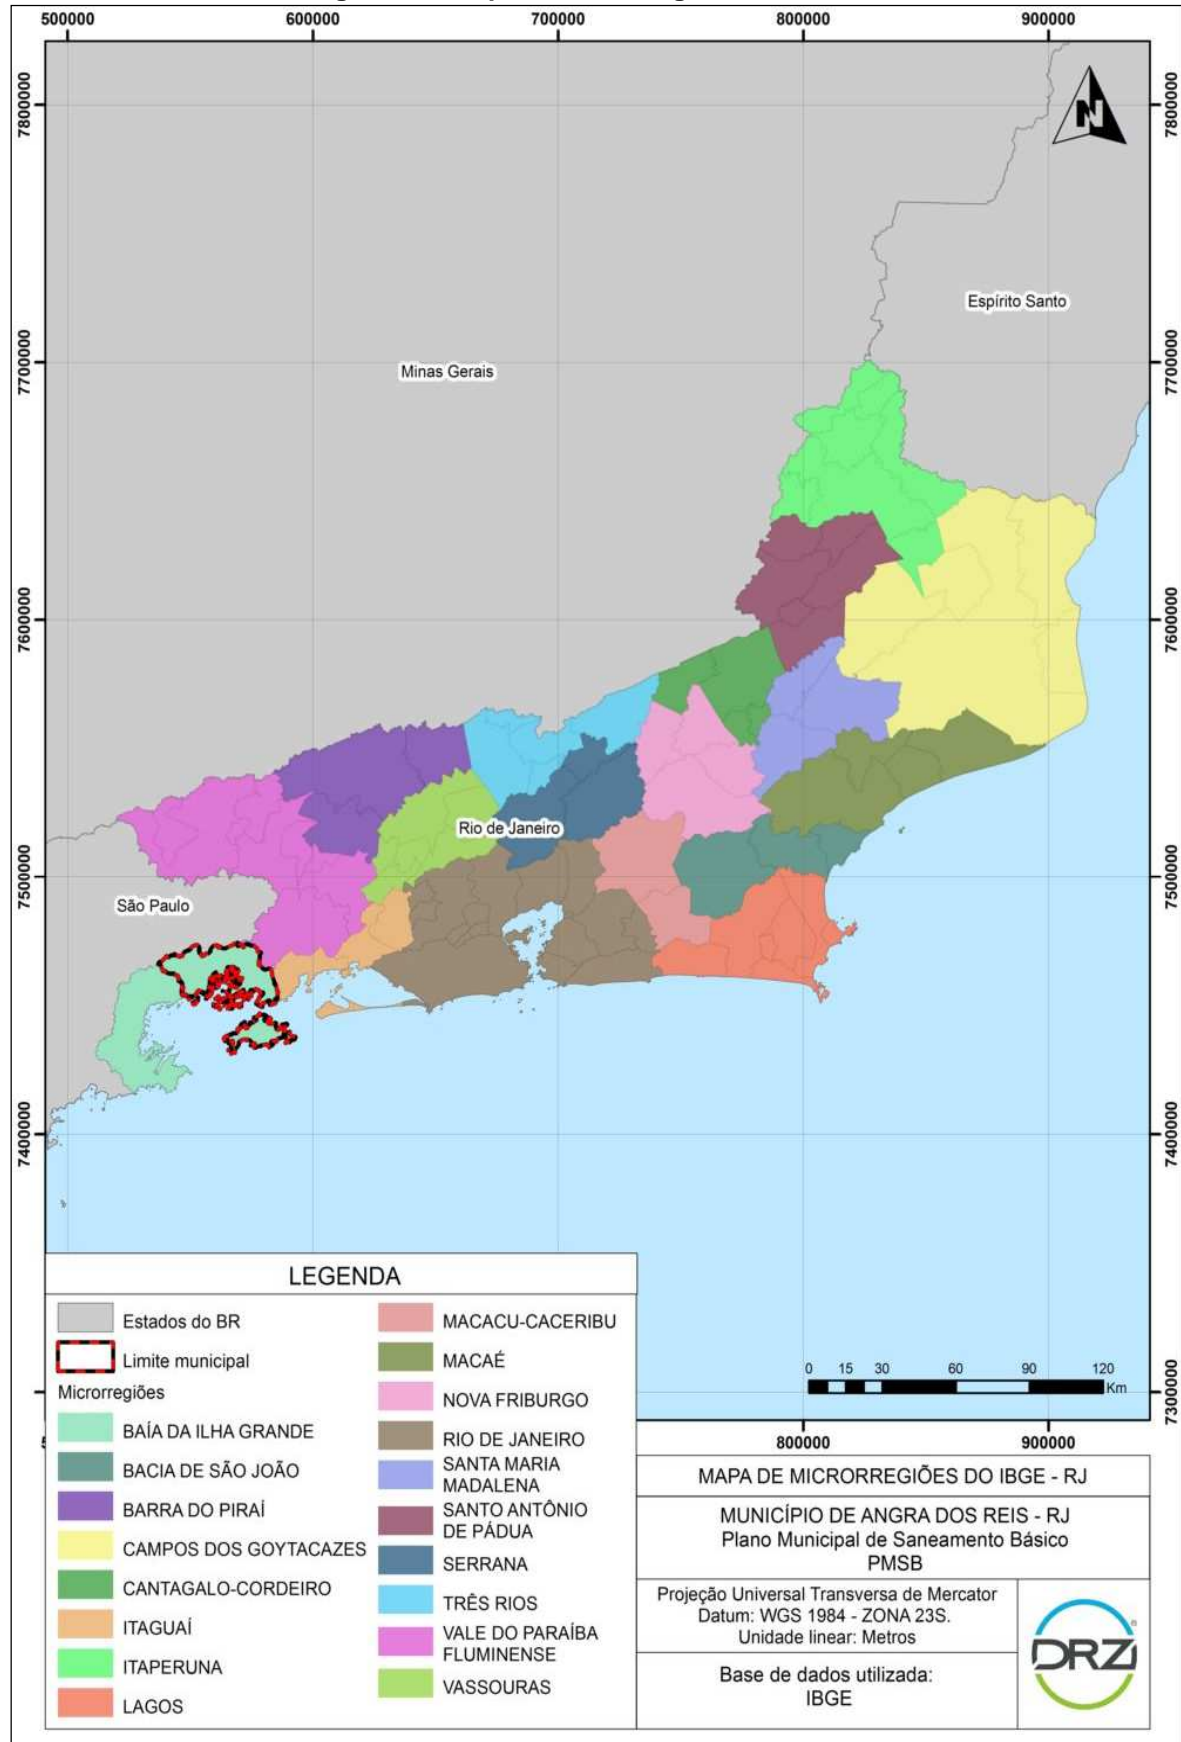 500000 600000 700000 800000 900000
7800000 7800000
N
Espírito Santo
Minas Gerais
7700000 7700000
7600000 7600000
Rio de Janeiro
São Paulo
7500000 7500000
7400000 7400000
7300000
LEGENDA
Estados do BR
Limite municipal
Microrregiões
BAÍA DA ILHA GRANDE
BACIA DE SÃO JOÃO
BARRA DO PIRAÍ
CAMPOS DOS GOYTACAZES
CANTAGALO-CORDEIRO
ITAGUAÍ
ITAPERUNA
LAGOS
MACACU-CACERIBU
MACAÉ
NOVA FRIBURGO
RIO DE JANEIRO
SANTA MARIA
MADALENA
SANTO ANTÔNIO
DE PÁDUA
SERRANA
TRÊS RIOS
VALE DO PARAÍBA
FLUMINENSE
VASSOURAS
0 15 30 60 90 120
Km
800000 900000
MAPA DE MICRORREGIÕES DO IBGE - RJ
MUNICÍPIO DE ANGRA DOS REIS - RJ
Plano Municipal de Saneamento Básico
PMSB
Projeção Universal Transversa de Mercator
Datum: WGS 1984 - ZONA 23S.
Unidade linear: Metros
Base de dados utilizada:
IBGE
DRZ®